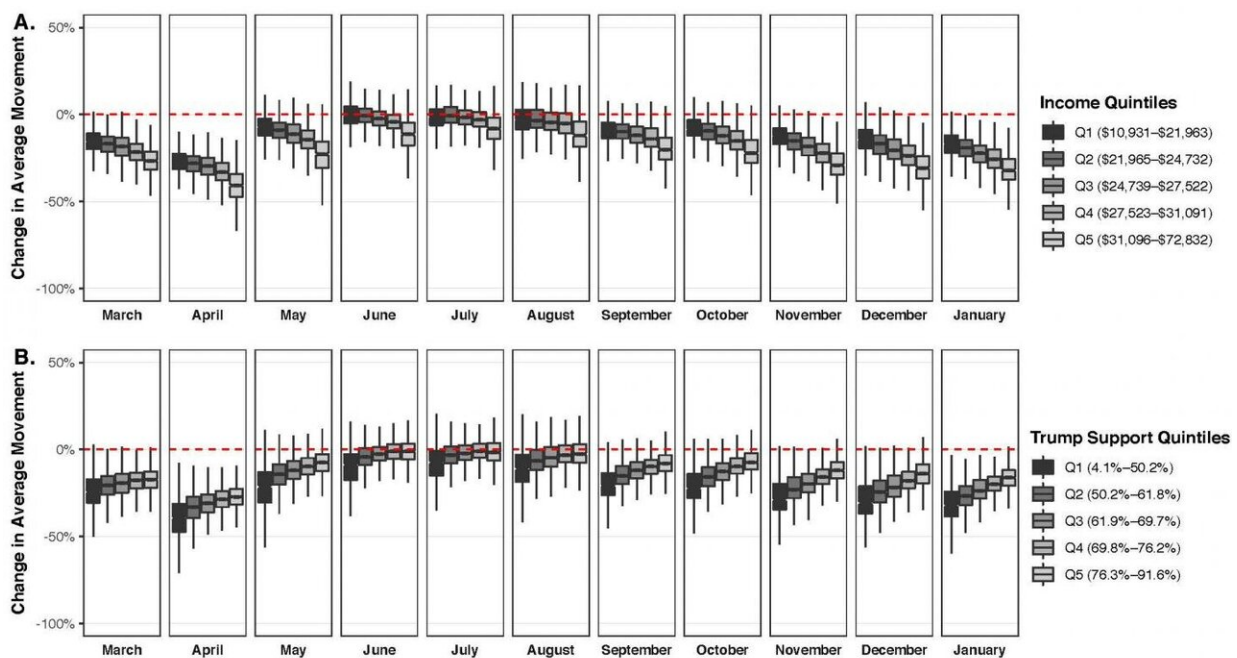 A.
Change in Average Movement
50%
0%
-50%
-100%
March April May June July August September October November December January
Income Quintiles
Q1 ($10,931–$21,963)
Q2 ($21,965–$24,732)
Q3 ($24,739–$27,522)
Q4 ($27,523–$31,091)
Q5 ($31,096–$72,832)
B.
Change in Average Movement
50%
0%
-50%
-100%
March April May June July August September October November December January
Trump Support Quintiles
Q1 (4.1%–50.2%)
Q2 (50.2%–61.8%)
Q3 (61.9%–69.7%)
Q4 (69.8%–76.2%)
Q5 (76.3%–91.6%)